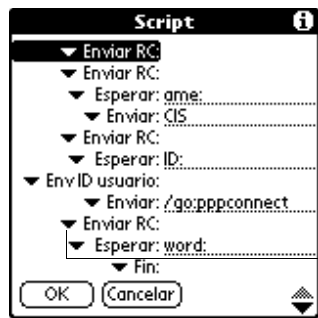 Script
Enviar RC:
Enviar RC:
Esperar: ame:
Enviar: CIS
Enviar RC:
Esperar: ID:
Env ID usuario:
Enviar: /go:pppconnect
Enviar RC:
Esperar: word:
Fin:
OK Cancelar